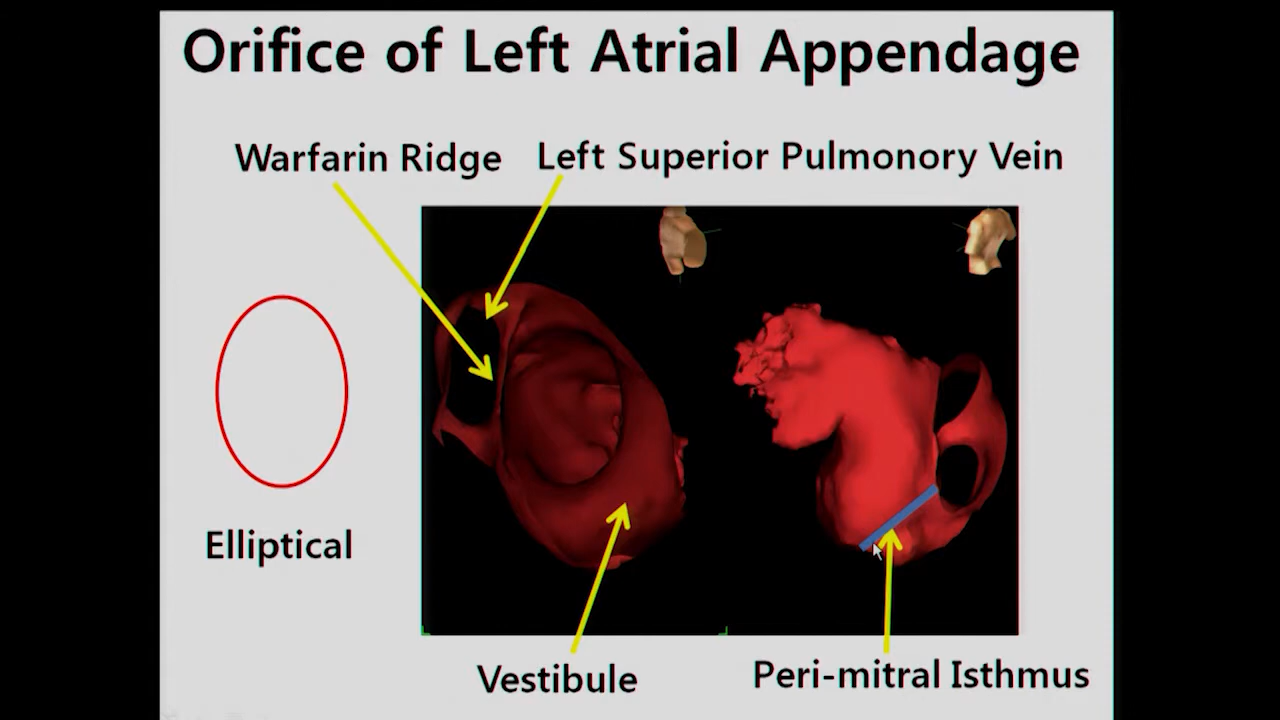 Orifice of Left Atrial Appendage
Warfarin Ridge
Left Superior Pulmonory Vein
Elliptical
Vestibule
Peri-mitral Isthmus